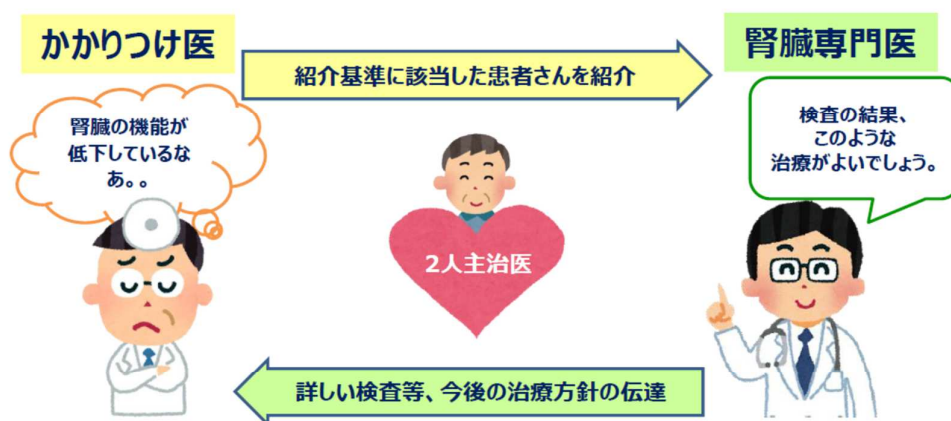 かかりつけ医
腎臓専門医
紹介基準に該当した患者さんを紹介
腎臓の機能が
低下しているな
あ。。
検査の結果、
このような
治療がよいでしょう。
2人主治医
詳しい検査等、今後の治療方針の伝達